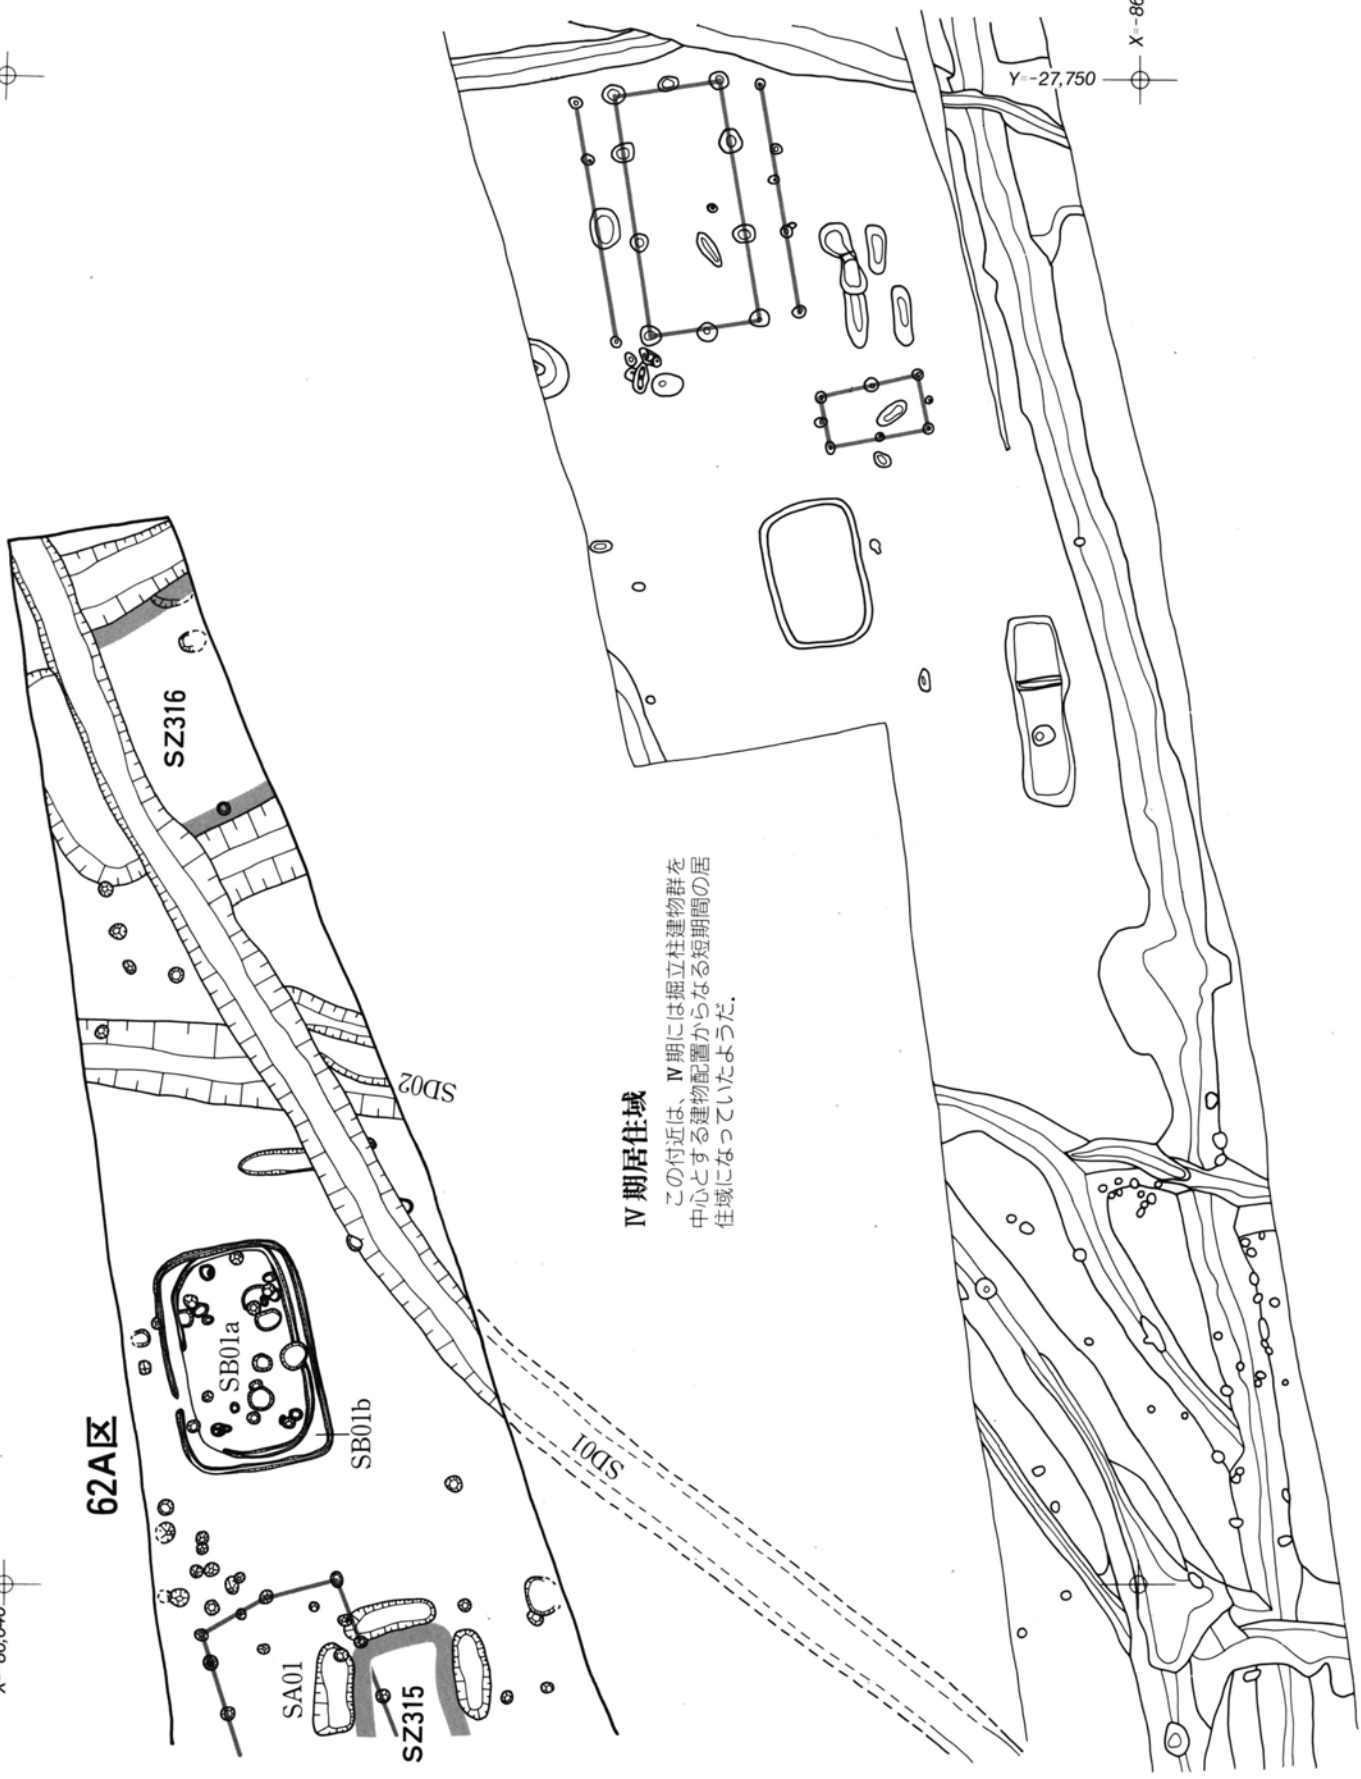 62A区
SB01a
SB01b
SA01
SZ315
SZ316
SD02
SD01
Ⅳ期居住域
この付近は、Ⅳ期には掘立柱建物群を
中心とする建物配置からなる短期間の居
住域になっていたようだ.
Y=-27,750